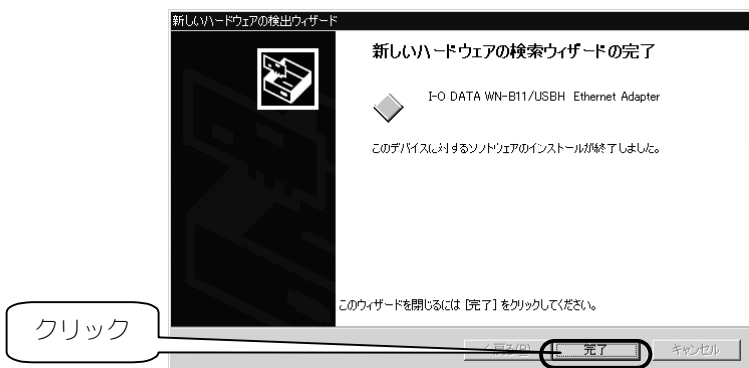 新しいハードウェアの検出ウィザード
新しいハードウェアの検索ウィザードの完了
I-O DATA WN-B11/USBH Ethernet Adapter
このデバイスに対するソフトウェアのインストールが終了しました。
このウィザードを閉じるには [完了] をクリックしてください。
クリック
< 戻る(B) 完了 キャンセル